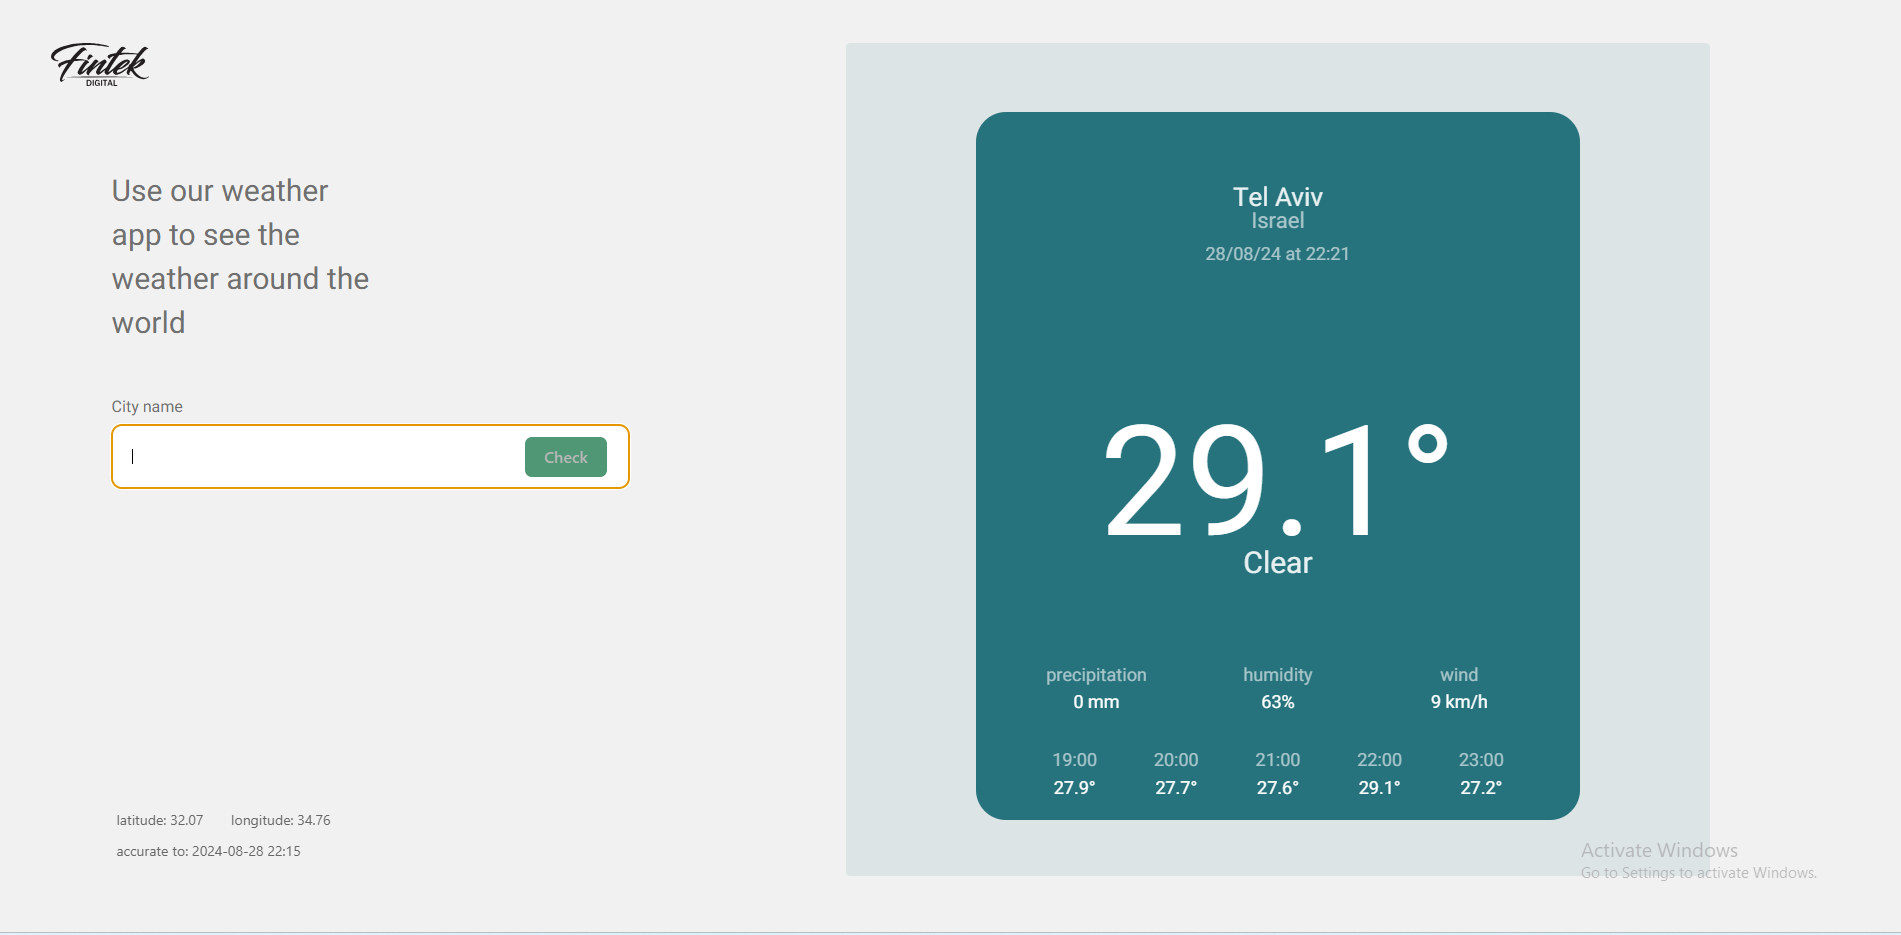 Fintek
DIGITAL
Use our weather
app to see the
weather around the
world
City name
Check
latitude: 32.07 longitude: 34.76
accurate to: 2024-08-28 22:15
Tel Aviv
Israel
28/08/24 at 22:21
29.1°
Clear
precipitation humidity wind
0 mm 63% 9 km/h
19:00 20:00 21:00 22:00 23:00
27.9° 27.7° 27.6° 29.1° 27.2°
Activate Windows
Go to Settings to activate Windows.